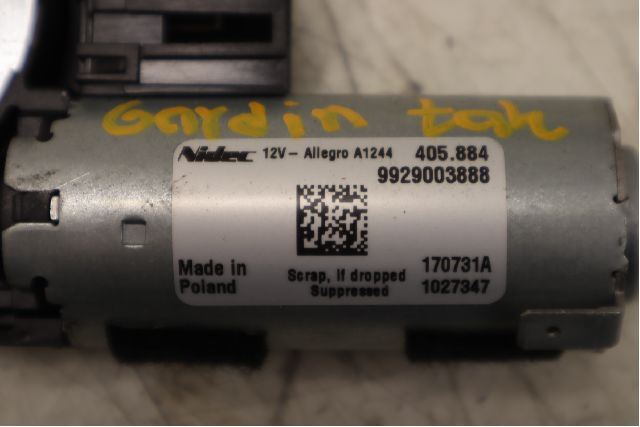 Gardin tak
Nidec 12V- Allegro A1244 405.884
9929003888
Made in
Poland
Scrap, if dropped
Suppressed
170731A
1027347